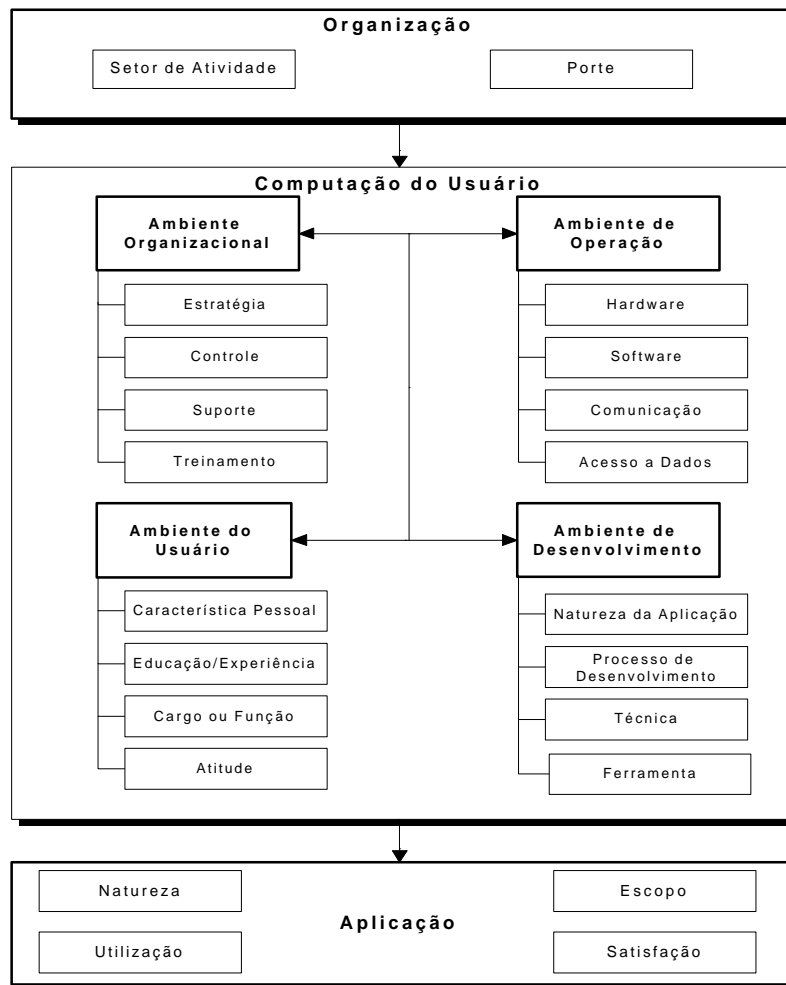 Organização
Setor de Atividade
Porte
Computação do Usuário
Ambiente
Organizacional
Estratégia
Controle
Suporte
Treinamento
Ambiente de
Operação
Hardware
Software
Comunicação
Acesso a Dados
Ambiente do
Usuário
Característica Pessoal
Educação/Experiência
Cargo ou Função
Atitude
Ambiente de
Desenvolvimento
Natureza da Aplicação
Processo de
Desenvolvimento
Técnica
Ferramenta
Natureza
Escopo
Aplicação
Utilização
Satisfação